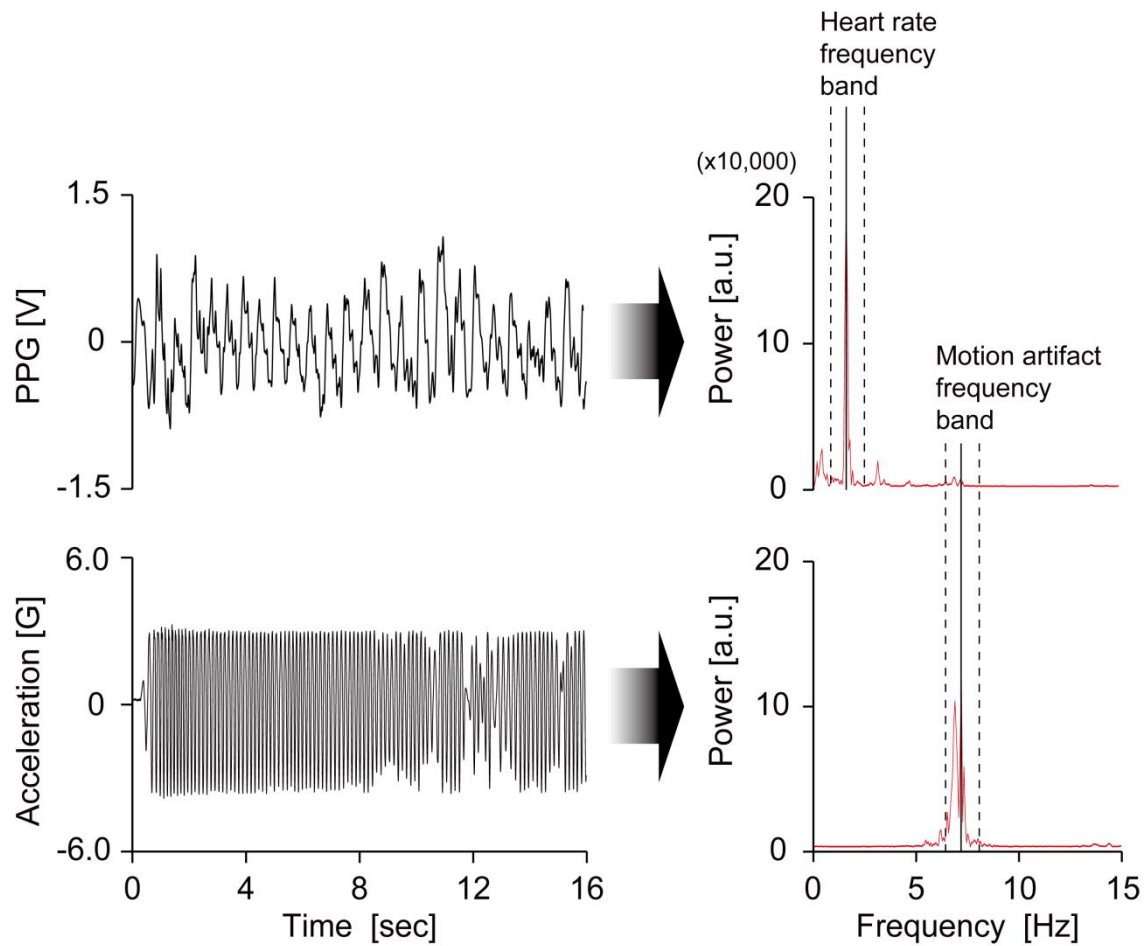 Heart rate
frequency
band
(x10,000)
1.5
0
-1.5
PPG [V]
20
10
0
Power [a.u.]
Motion artifact
frequency
band
6.0
0
-6.0
Acceleration [G]
0
4
8
12
16
Time [sec]
20
10
0
Power [a.u.]
0
5
10
15
Frequency [Hz]